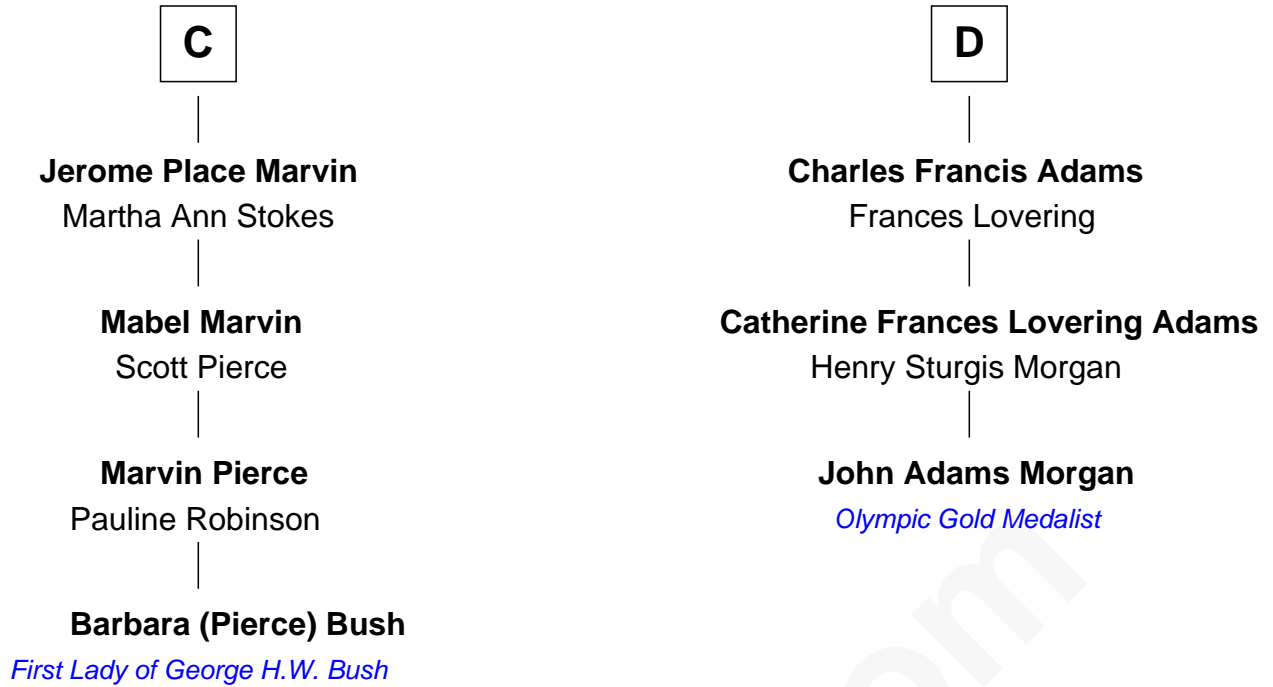 C
Jerome Place Marvin
Martha Ann Stokes
Mabel Marvin
Scott Pierce
Marvin Pierce
Pauline Robinson
Barbara (Pierce) Bush
First Lady of George H.W. Bush
D
Charles Francis Adams
Frances Lovering
Catherine Frances Lovering Adams
Henry Sturgis Morgan
John Adams Morgan
Olympic Gold Medalist
om